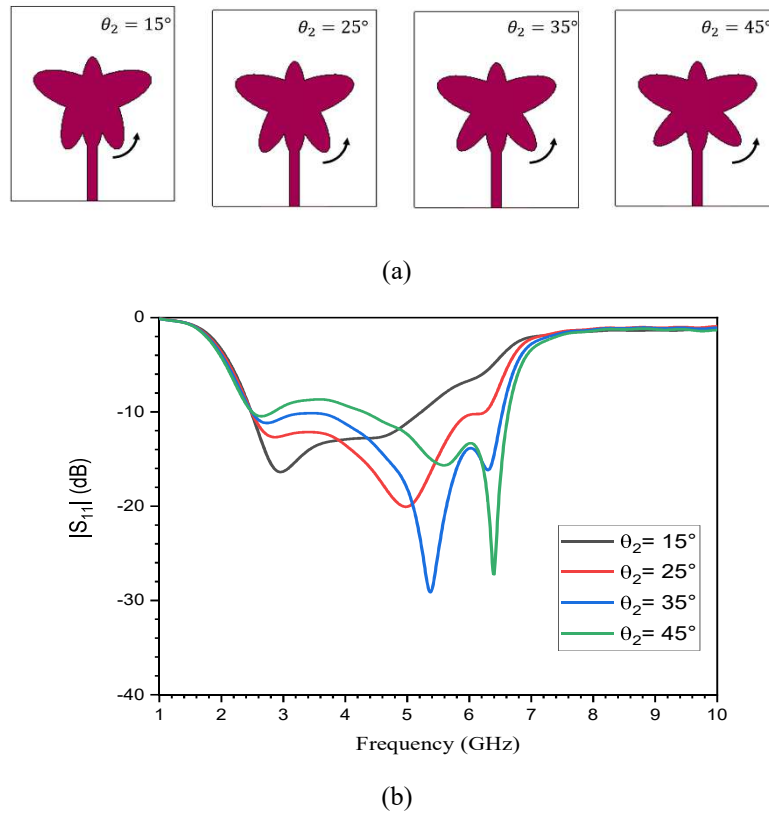 θ₂ = 15° θ₂ = 25° θ₂ = 35° θ₂ = 45°
(a)
0
-10
-20
-30
-40
|S₁₁| (dB)
θ₂= 15°
θ₂= 25°
θ₂= 35°
θ₂= 45°
1 2 3 4 5 6 7 8 9 10
Frequency (GHz)
(b)